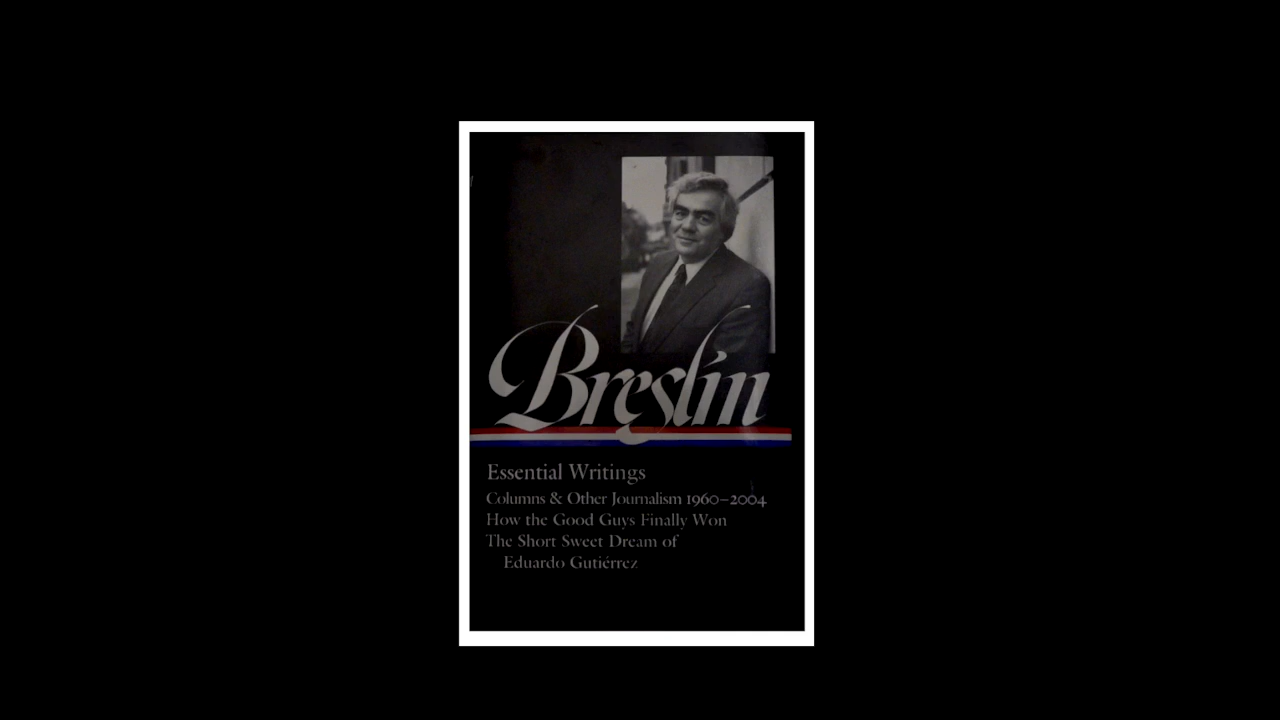 Breslin
Essential Writings
Columns & Other Journalism 1960–2004
How the Good Guys Finally Won
The Short Sweet Dream of
Eduardo Gutiérrez